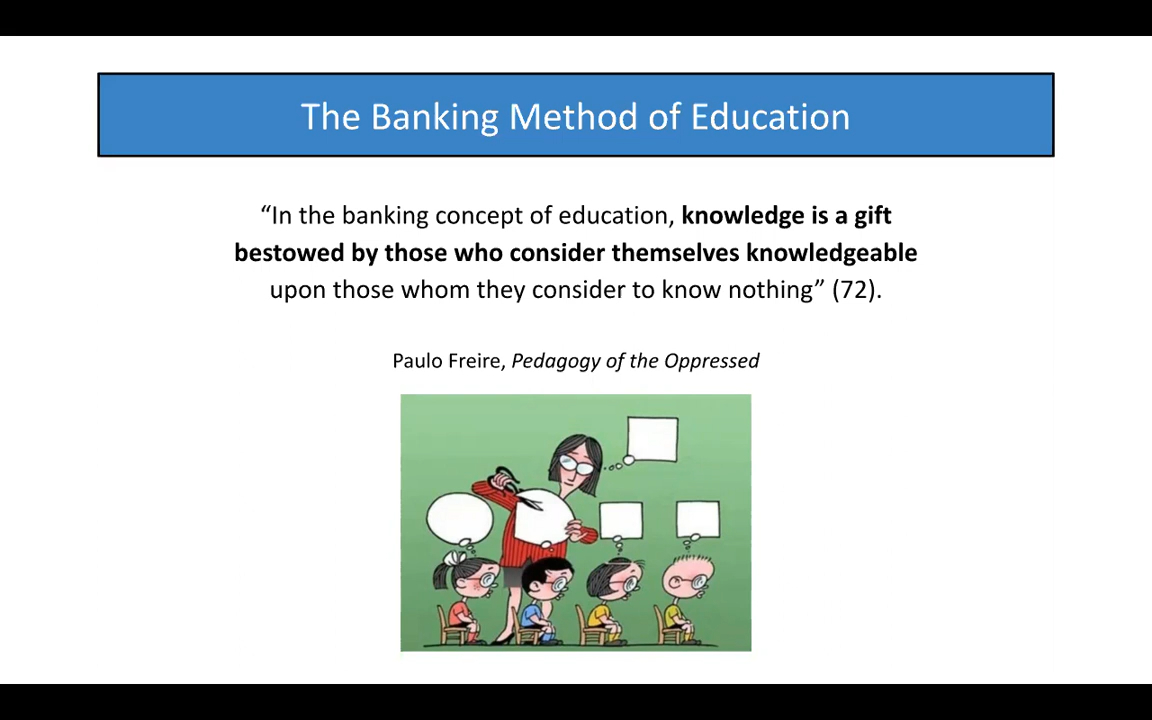 The Banking Method of Education
“In the banking concept of education, knowledge is a gift
bestowed by those who consider themselves knowledgeable
upon those whom they consider to know nothing” (72).
Paulo Freire, Pedagogy of the Oppressed